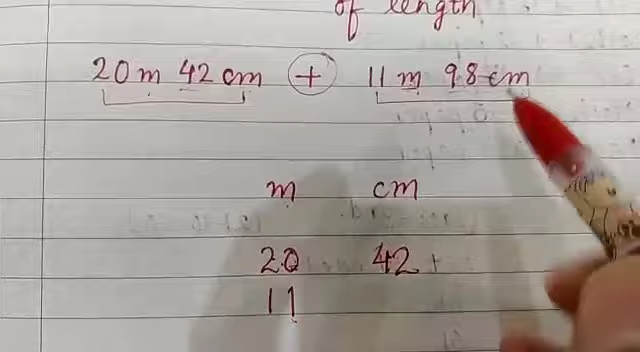 of length
20 m 42 cm + 11 m 98 cm
m cm
20 42
11